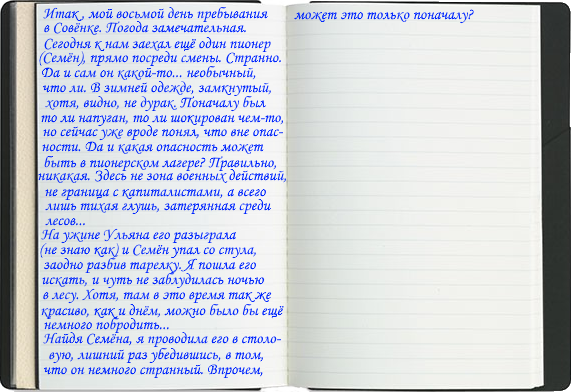 Итак, мой восьмой день пребывания
в Совёнке. Погода замечательная.
Сегодня к нам заехал ещё один пионер
(Семён), прямо посреди смены. Странно.
Да и сам он какой-то... необычный,
что ли. В зимней одежде, замкнутый,
хотя, видно, не дурак. Поначалу был
то ли напуган, то ли шокирован чем-то,
но сейчас уже вроде понял, что вне опас-
ности. Да и какая опасность может
быть в пионерском лагере? Правильно,
никакая. Здесь не зона военных действий,
не граница с капиталистами, а всего
лишь тихая глушь, затерянная среди
лесов...
На ужине Ульяна его разыграла
(не знаю как) и Семён упал со стула,
заодно разбив тарелку. Я пошла его
искать, и чуть не заблудилась ночью
в лесу. Хотя, там в это время так же
красиво, как и днём, можно было бы ещё
немного побродить...
Найдя Семёна, я проводила его в столо-
вую, лишний раз убедившись, в том,
что он немного странный. Впрочем,
может это только поначалу?